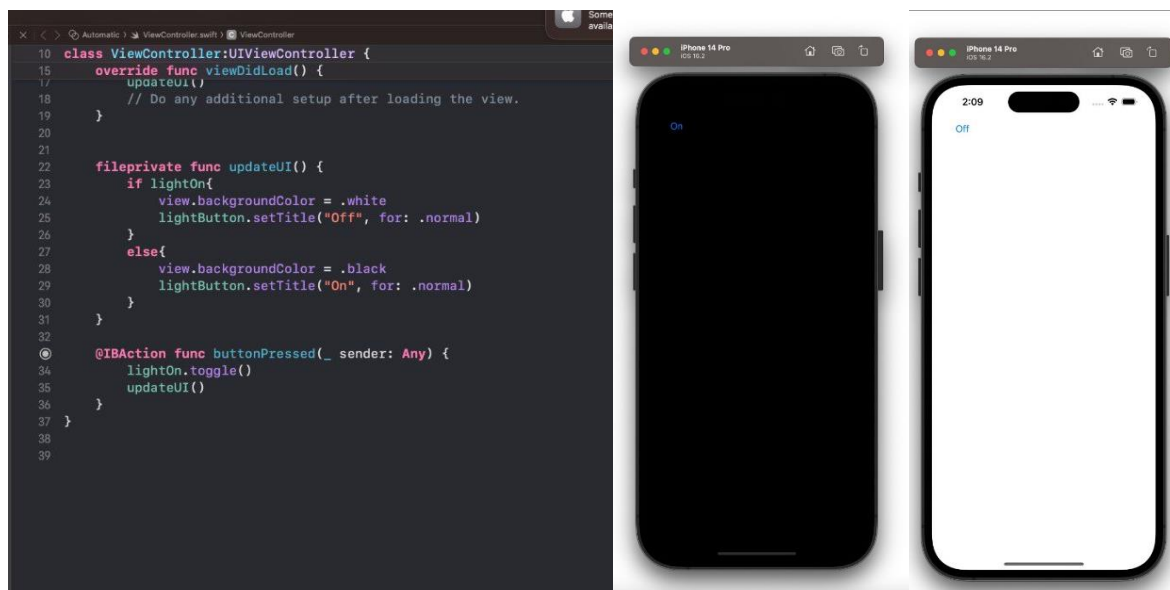 Some
availa
Automatic › ViewController.swift › C ViewController
10 class ViewController:UIViewController {
15 override func viewDidLoad() {
17 updateUI()
18 // Do any additional setup after loading the view.
19 }
20
21
22 fileprivate func updateUI() {
23 if lightOn{
24 view.backgroundColor = .white
25 lightButton.setTitle("Off", for: .normal)
26 }
27 else{
28 view.backgroundColor = .black
29 lightButton.setTitle("On", for: .normal)
30 }
31 }
32
@IBAction func buttonPressed(_ sender: Any) {
34 lightOn.toggle()
35 updateUI()
36 }
37 }
38
39
iPhone 14 Pro
iOS 16.2
On
iPhone 14 Pro
iOS 16.2
2:09
Off